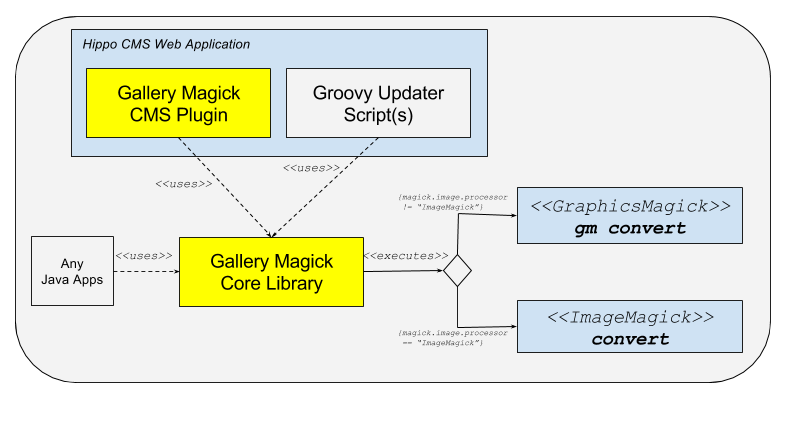 Hippo CMS Web Application
Gallery Magick
CMS Plugin
Groovy Updater
Script(s)
<<uses>>
<<uses>>
{magick.image.processor
!= "ImageMagick"}
<<GraphicsMagick>>
gm convert
Any
Java Apps
<<uses>>
Gallery Magick
Core Library
<<executes>>
{magick.image.processor
== "ImageMagick"}
<<ImageMagick>>
convert